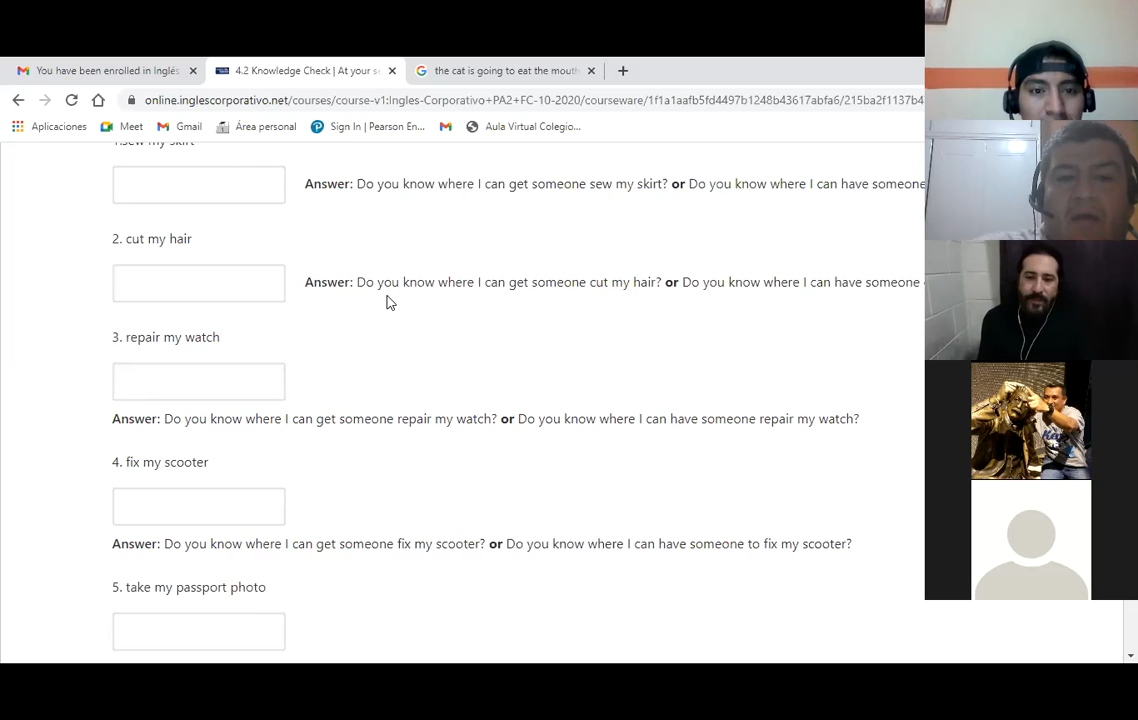 You have been enrolled in Inglés
4.2 Knowledge Check | At your se
the cat is going to eat the mouth
online.inglescorporativo.net/courses/course-v1:Ingles-Corporativo+PA2+FC-10-2020/courseware/1f1a1aafb5fd4497b1248b43617abfa6/215ba2f1137b4
Aplicaciones Meet Gmail Área personal Sign In | Pearson En... Aula Virtual Colegio...
1.sew my skirt
Answer: Do you know where I can get someone sew my skirt? or Do you know where I can have someone
2. cut my hair
Answer: Do you know where I can get someone cut my hair? or Do you know where I can have someone
3. repair my watch
Answer: Do you know where I can get someone repair my watch? or Do you know where I can have someone repair my watch?
4. fix my scooter
Answer: Do you know where I can get someone fix my scooter? or Do you know where I can have someone to fix my scooter?
5. take my passport photo